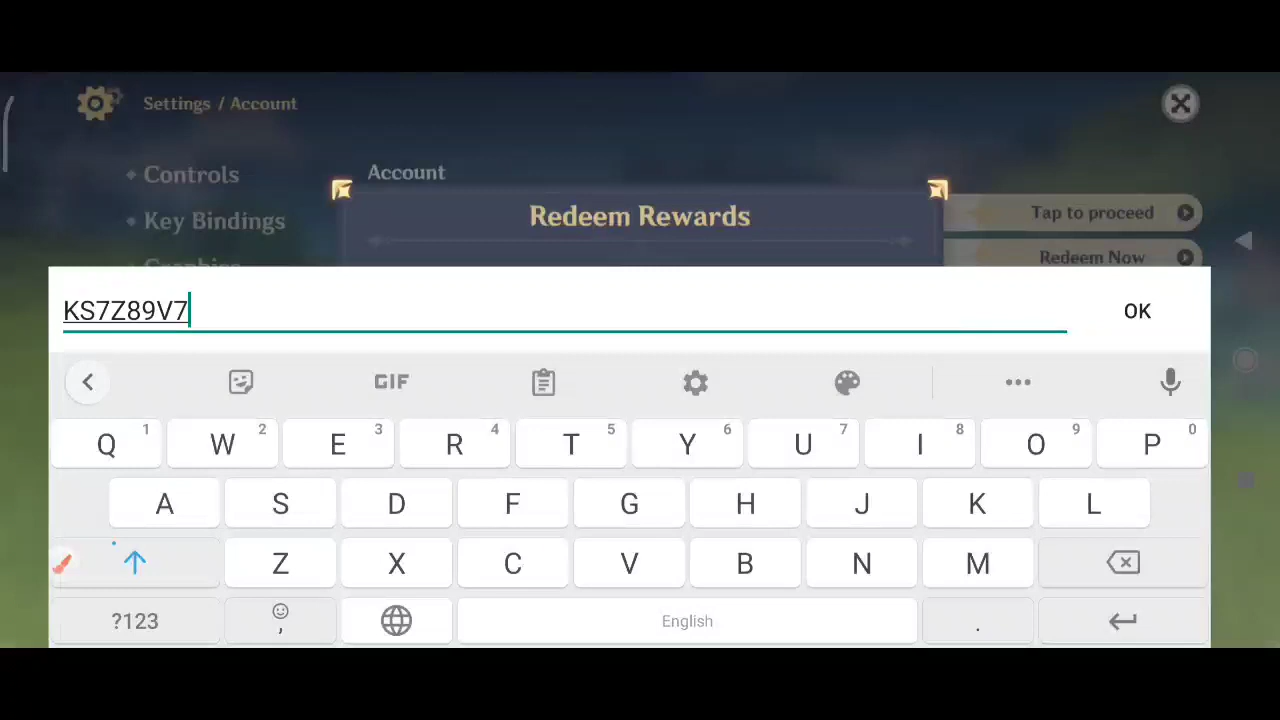 Settings / Account
Controls
Account
Key Bindings
Redeem Rewards
Tap to proceed
Graphics
Redeem Now
KS7Z89V7
OK
GIF
Q 1 W 2 E 3 R 4 T 5 Y 6 U 7 I 8 O 9 P 0
A S D F G H J K L
Z X C V B N M
?123 , English .